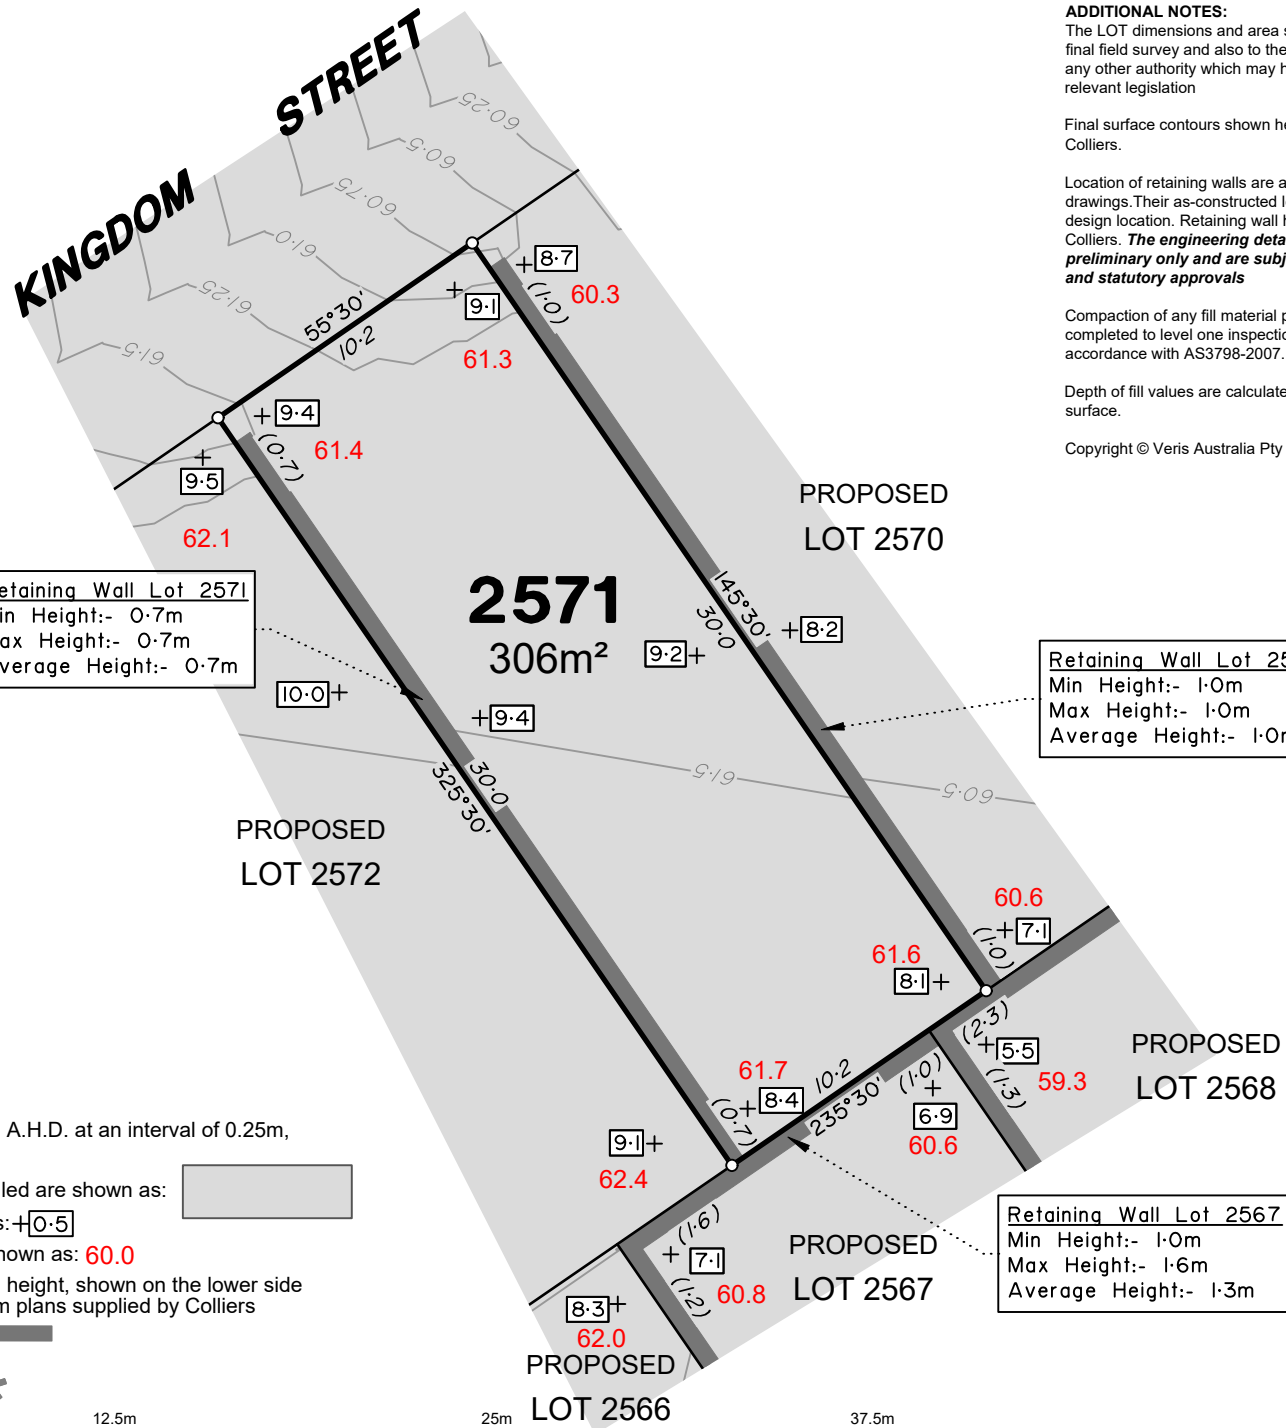 KINGDOM STREET
ADDITIONAL NOTES:
The LOT dimensions and area s
final field survey and also to the
any other authority which may h
relevant legislation
Final surface contours shown he
Colliers.
Location of retaining walls are a
drawings.Their as-constructed l
design location. Retaining wall h
Colliers. The engineering deta
preliminary only and are subj
and statutory approvals
Compaction of any fill material p
completed to level one inspectio
accordance with AS3798-2007.
Depth of fill values are calculate
surface.
Copyright © Veris Australia Pty
60·25
60·5
60·75
61·0
61·25
61·5
55°30'
10·2
8·7
(1·0)
60.3
9·1
61.3
9·4
(0·7)
61.4
9·5
62.1
PROPOSED
LOT 2570
2571
306m²
etaining Wall Lot 2571
in Height:- 0·7m
ax Height:- 0·7m
verage Height:- 0·7m
145°30'
30·0
8·2
9·2
10·0
9·4
Retaining Wall Lot 25
Min Height:- 1·0m
Max Height:- 1·0m
Average Height:- 1·0m
61·5
60·5
30·0
325°30'
PROPOSED
LOT 2572
60.6
7·1
(1·0)
61.6
8·1
(2·3)
5·5
(1·3)
59.3
PROPOSED
LOT 2568
61.7
8·4
(0·7)
10·2
235°30'
(1·0)
6·9
60.6
9·1
62.4
(1·6)
7·1
(1·2)
60.8
PROPOSED
LOT 2567
Retaining Wall Lot 2567
Min Height:- 1·0m
Max Height:- 1·6m
Average Height:- 1·3m
8·3
62.0
PROPOSED
LOT 2566
A.H.D. at an interval of 0.25m,
led are shown as:
s: 0·5
hown as: 60.0
height, shown on the lower side
m plans supplied by Colliers
12.5m
25m
37.5m